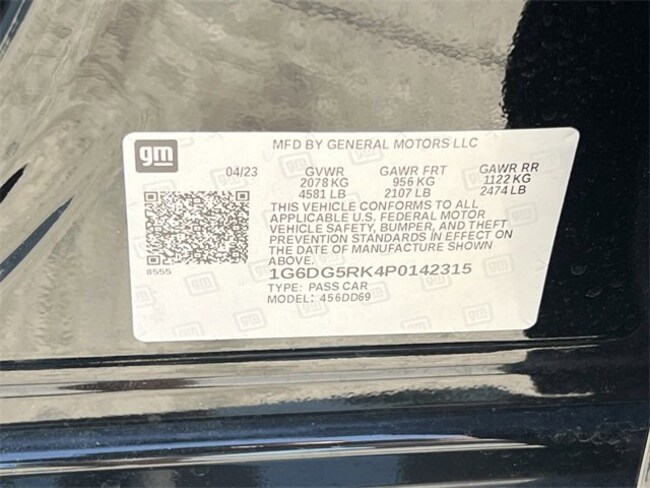 gm
MFD BY GENERAL MOTORS LLC
04/23 GVWR GAWR FRT GAWR RR
2078 KG 956 KG 1122 KG
4581 LB 2107 LB 2474 LB
THIS VEHICLE CONFORMS TO ALL
APPLICABLE U.S. FEDERAL MOTOR
VEHICLE SAFETY, BUMPER, AND THEFT
PREVENTION STANDARDS IN EFFECT ON
THE DATE OF MANUFACTURE SHOWN
ABOVE.
8555
1G6DG5RK4P0142315
TYPE: PASS CAR
MODEL: 456DD69